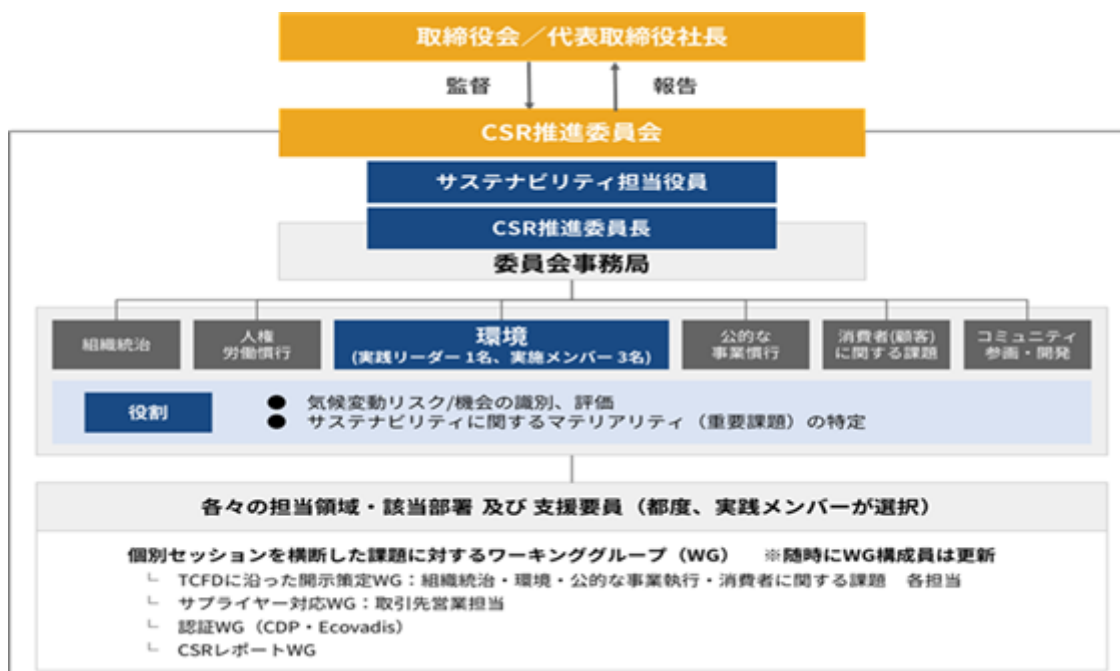 取締役会／代表取締役社長
監督
報告
CSR推進委員会
サステナビリティ担当役員
CSR推進委員長
委員会事務局
組織統治
人権
労働慣行
環境
(実践リーダー 1名、実施メンバー 3名)
公的な
事業慣行
消費者(顧客)
に関する課題
コミュニティ
参画・開発
役割
● 気候変動リスク/機会の識別、評価
● サステナビリティに関するマテリアリティ（重要課題）の特定
各々の担当領域・該当部署 及び 支援要員（都度、実践メンバーが選択）
個別セッションを横断した課題に対するワーキンググループ（WG） ※随時にWG構成員は更新
└ TCFDに沿った開示策定WG：組織統治・環境・公的な事業執行・消費者に関する課題 各担当
└ サプライヤー対応WG：取引先営業担当
└ 認証WG（CDP・Ecovadis）
└ CSRレポートWG